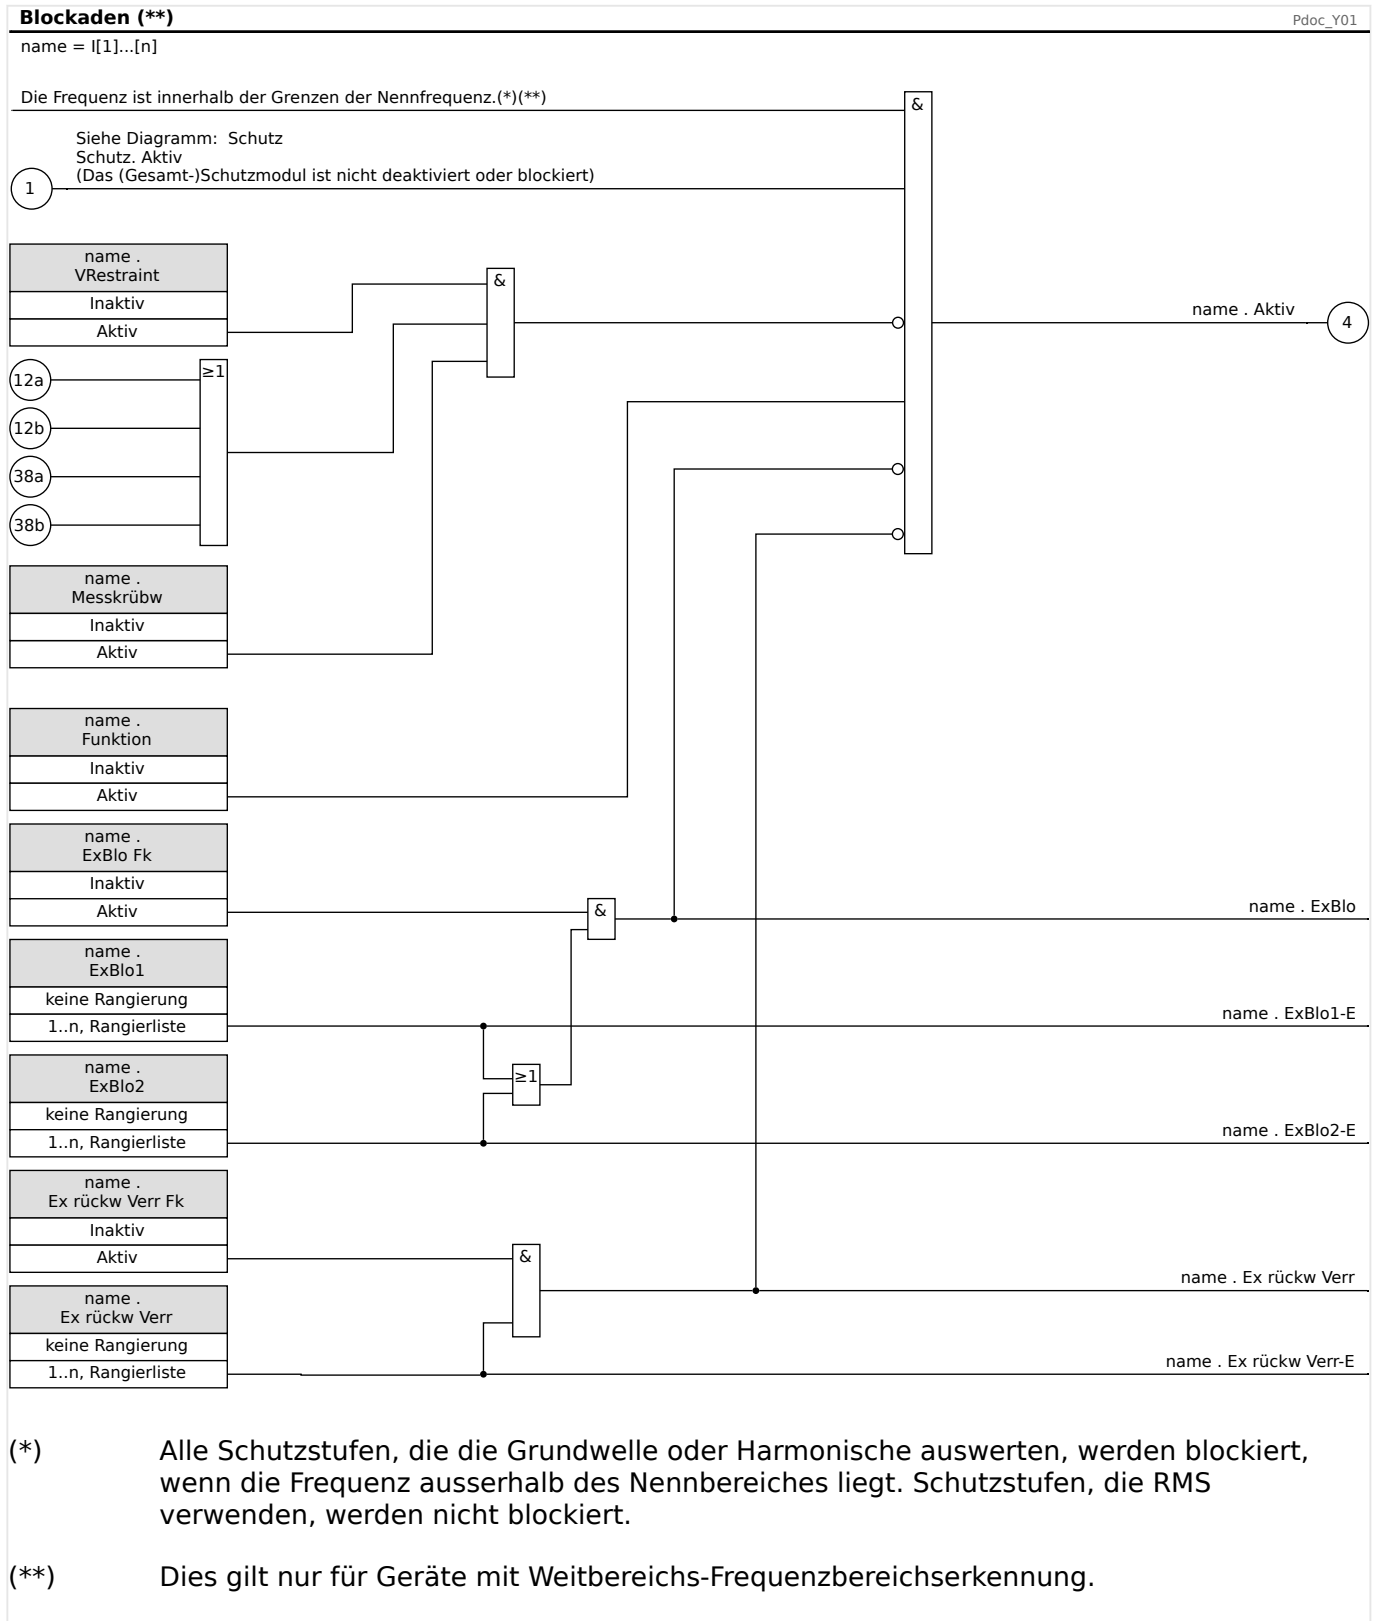 Blockaden (**)
Pdoc_Y01
name = I[1]...[n]
Die Frequenz ist innerhalb der Grenzen der Nennfrequenz.(*)(**)
&
Siehe Diagramm: Schutz
Schutz. Aktiv
(Das (Gesamt-)Schutzmodul ist nicht deaktiviert oder blockiert)
1
name .
VRestraint
Inaktiv
Aktiv
&
name . Aktiv
4
12a
12b
38a
38b
≥1
name .
Messkrübw
Inaktiv
Aktiv
name .
Funktion
Inaktiv
Aktiv
name .
ExBlo Fk
Inaktiv
Aktiv
&
name . ExBlo
name .
ExBlo1
keine Rangierung
1..n, Rangierliste
name . ExBlo1-E
≥1
name .
ExBlo2
keine Rangierung
1..n, Rangierliste
name . ExBlo2-E
name .
Ex rückw Verr Fk
Inaktiv
Aktiv
&
name . Ex rückw Verr
name .
Ex rückw Verr
keine Rangierung
1..n, Rangierliste
name . Ex rückw Verr-E
(*) Alle Schutzstufen, die die Grundwelle oder Harmonische auswerten, werden blockiert,
wenn die Frequenz ausserhalb des Nennbereiches liegt. Schutzstufen, die RMS
verwenden, werden nicht blockiert.
(**) Dies gilt nur für Geräte mit Weitbereichs-Frequenzbereichserkennung.